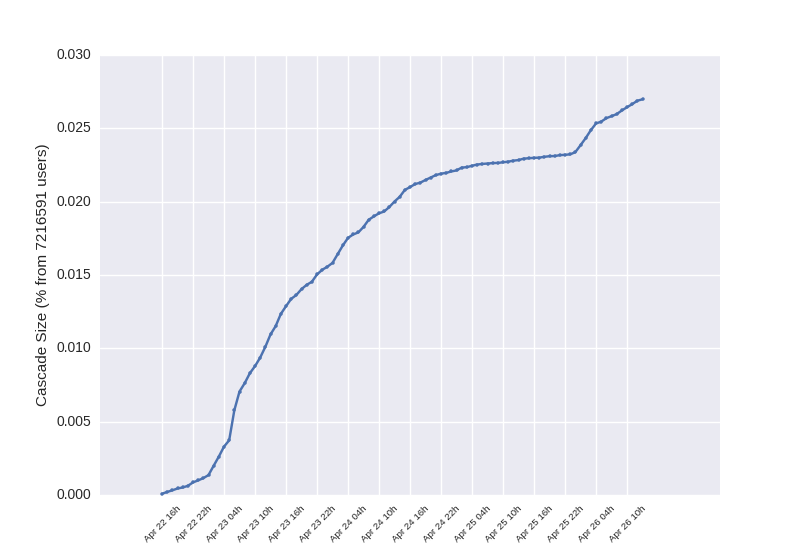 0.030
0.025
0.020
0.015
0.010
0.005
0.000
Cascade Size (% from 7216591 users)
Apr 22 16h
Apr 22 22h
Apr 23 04h
Apr 23 10h
Apr 23 16h
Apr 23 22h
Apr 24 04h
Apr 24 10h
Apr 24 16h
Apr 24 22h
Apr 25 04h
Apr 25 10h
Apr 25 16h
Apr 25 22h
Apr 26 04h
Apr 26 10h